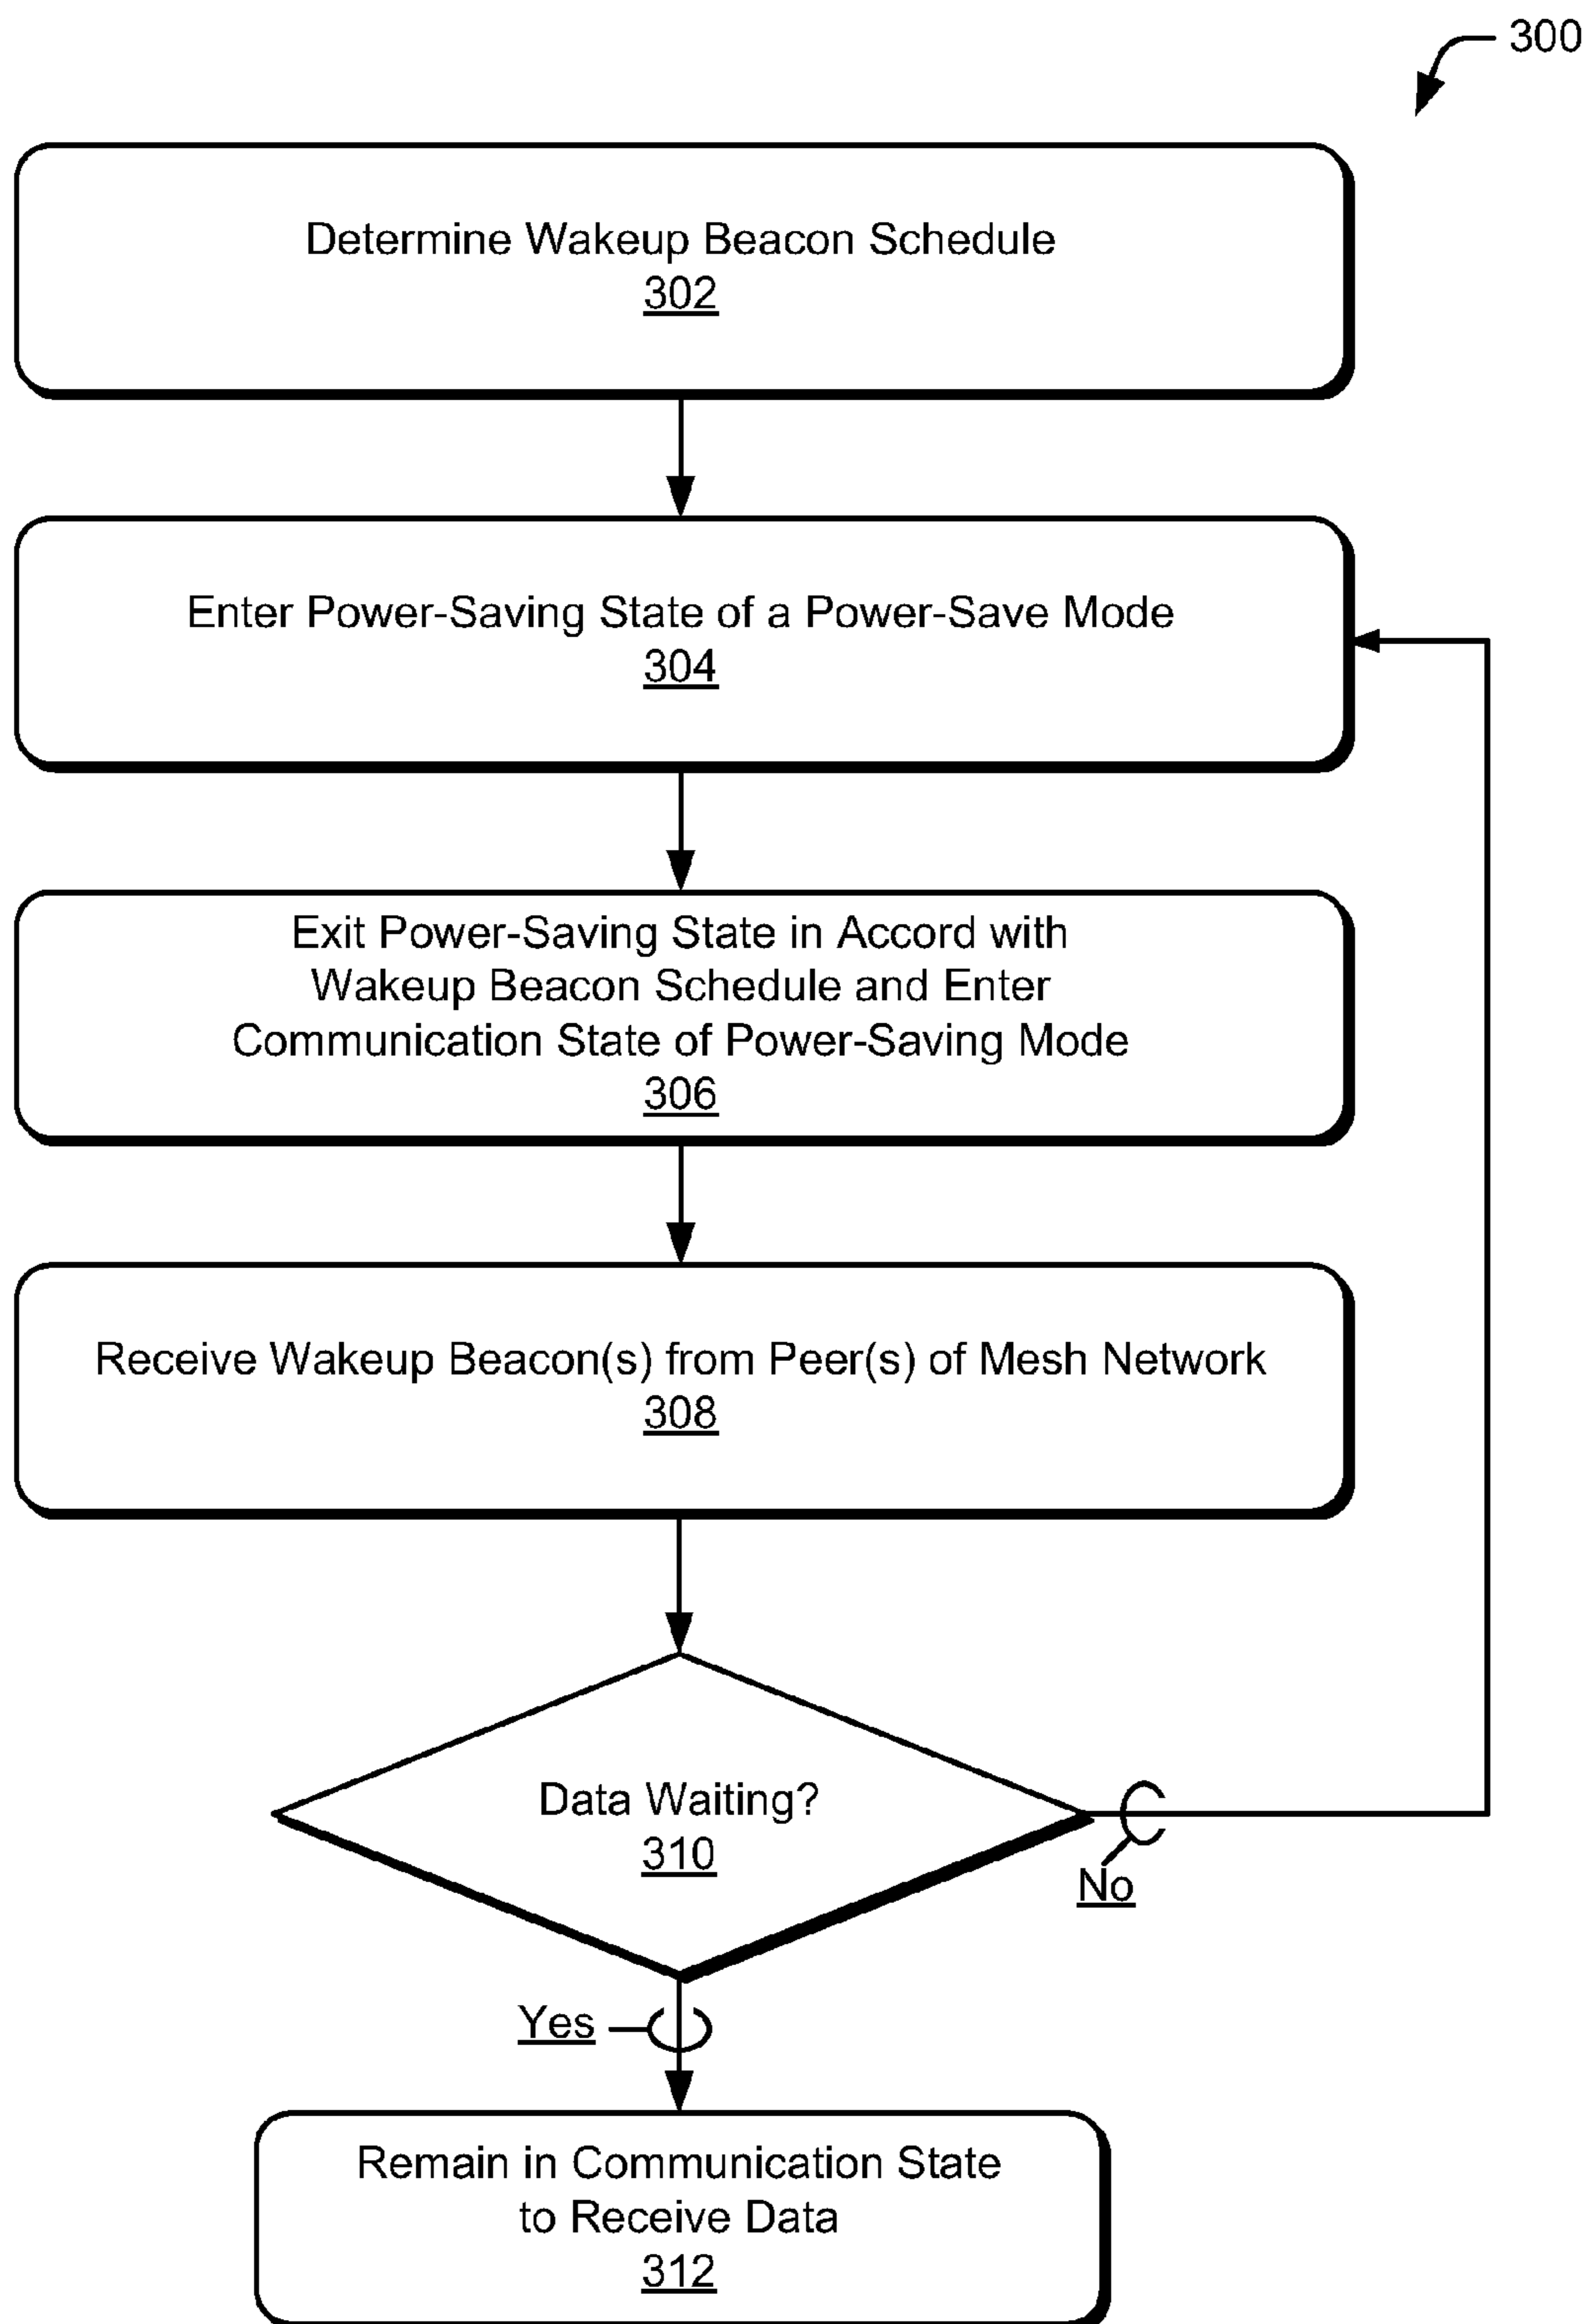 300
Determine Wakeup Beacon Schedule
302
Enter Power-Saving State of a Power-Save Mode
304
Exit Power-Saving State in Accord with
Wakeup Beacon Schedule and Enter
Communication State of Power-Saving Mode
306
Receive Wakeup Beacon(s) from Peer(s) of Mesh Network
308
Data Waiting?
310
No
Yes
Remain in Communication State
to Receive Data
312